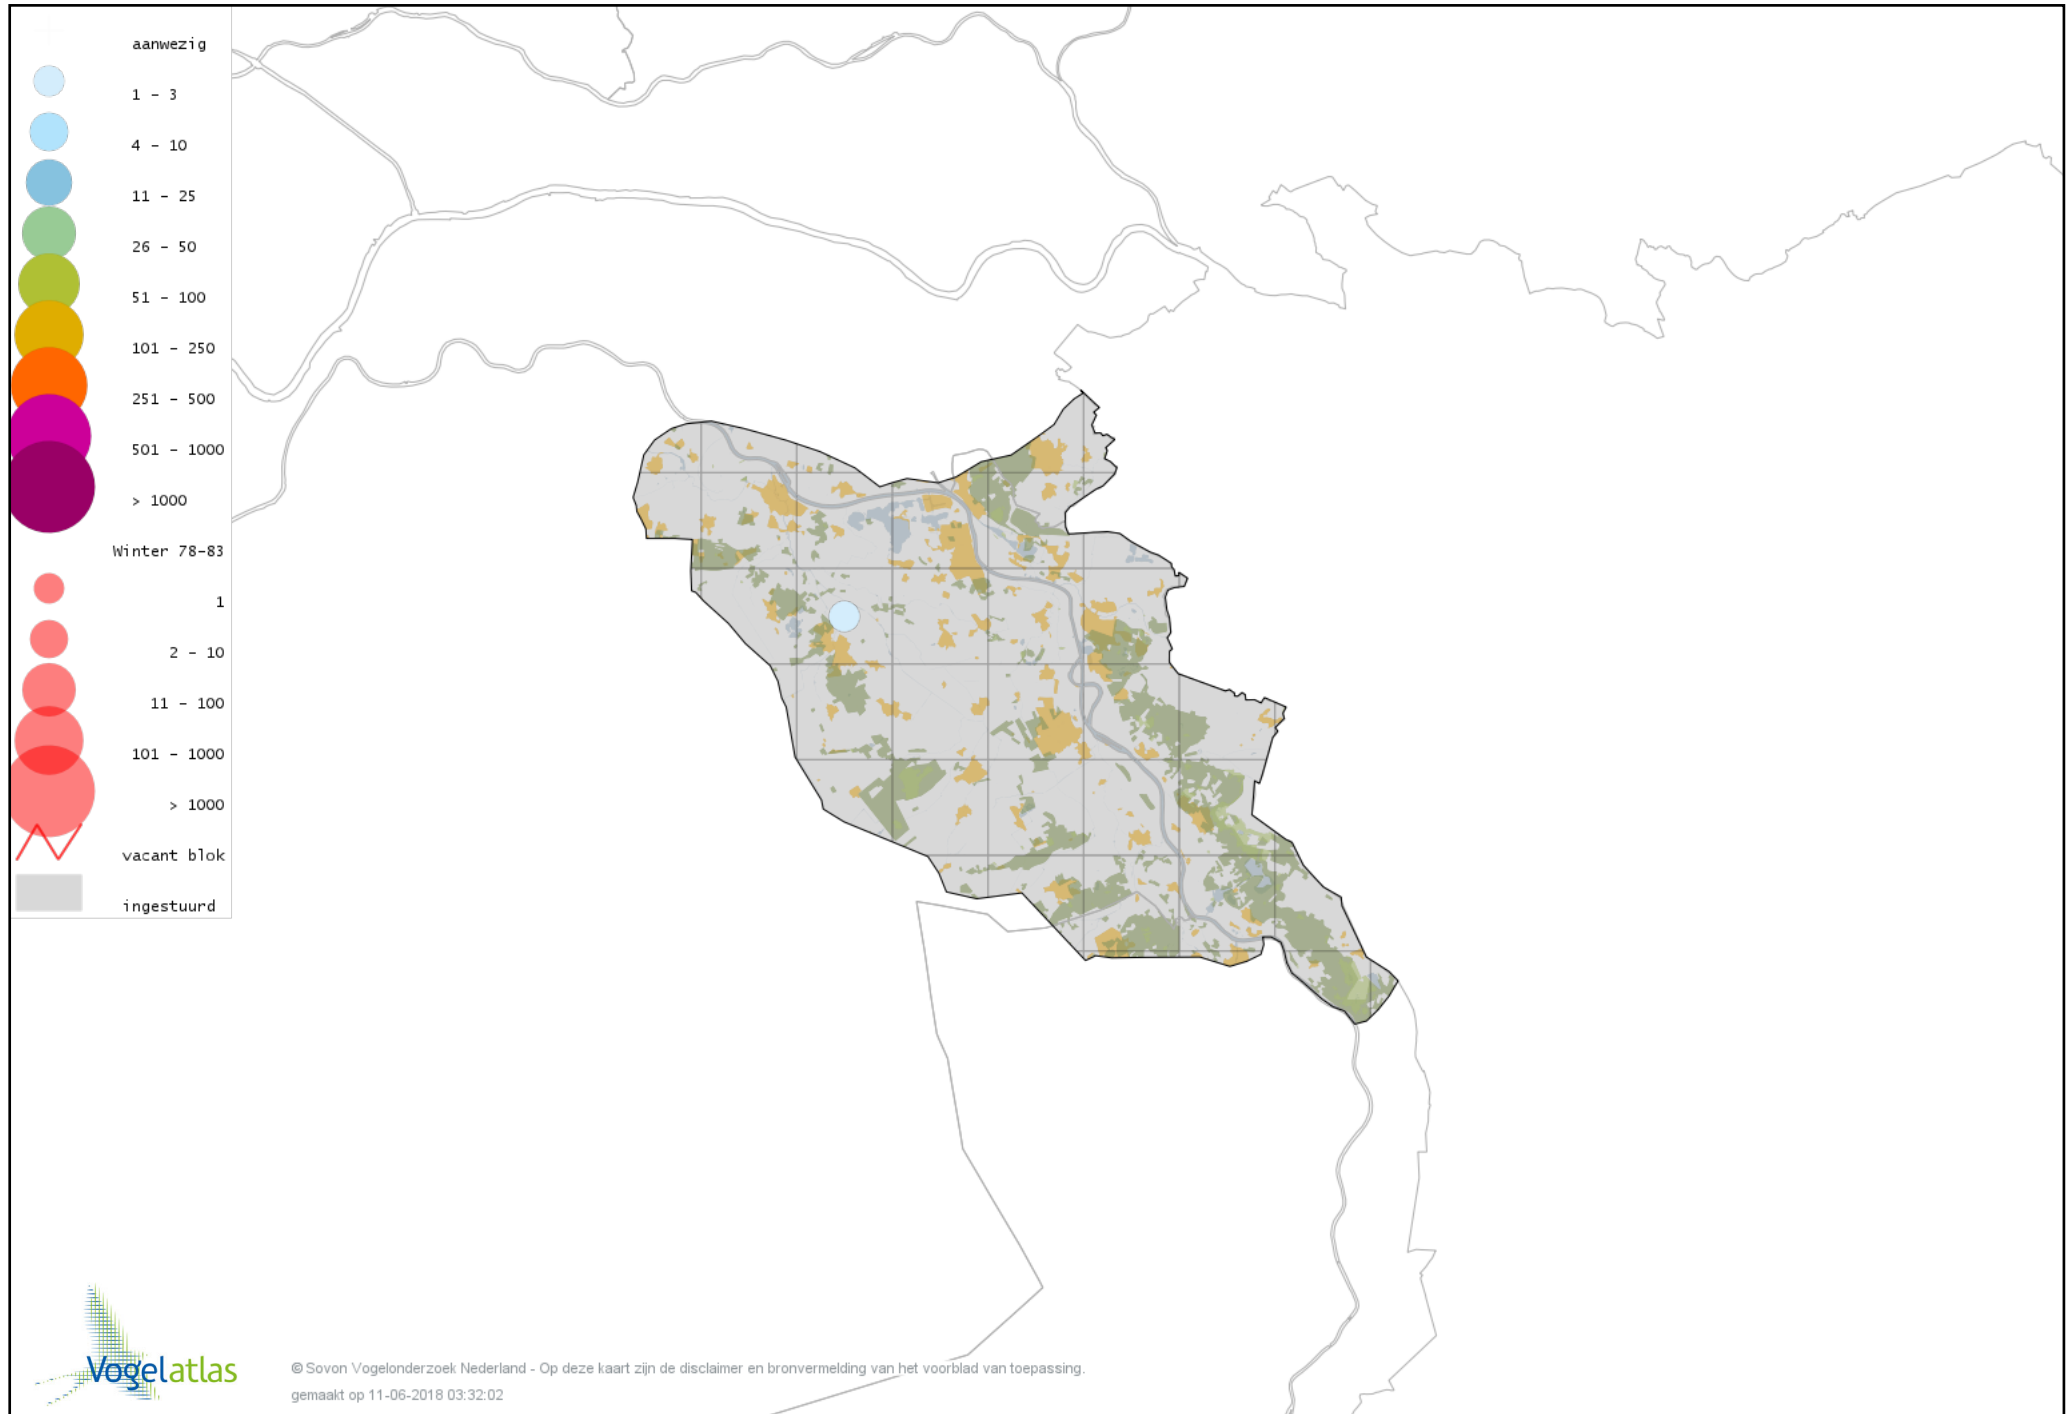 aanwezig
1 - 3
4 - 10
11 - 25
26 - 50
51 - 100
101 - 250
251 - 500
501 - 1000
> 1000
Winter 78-83
1
2 - 10
11 - 100
101 - 1000
> 1000
vacant blok
ingestuurd
Vogelatlas
© Sovon Vogelonderzoek Nederland - Op deze kaart zijn de disclaimer en bronvermelding van het voorblad van toepassing.
gemaakt op 11-06-2018 03:32:02